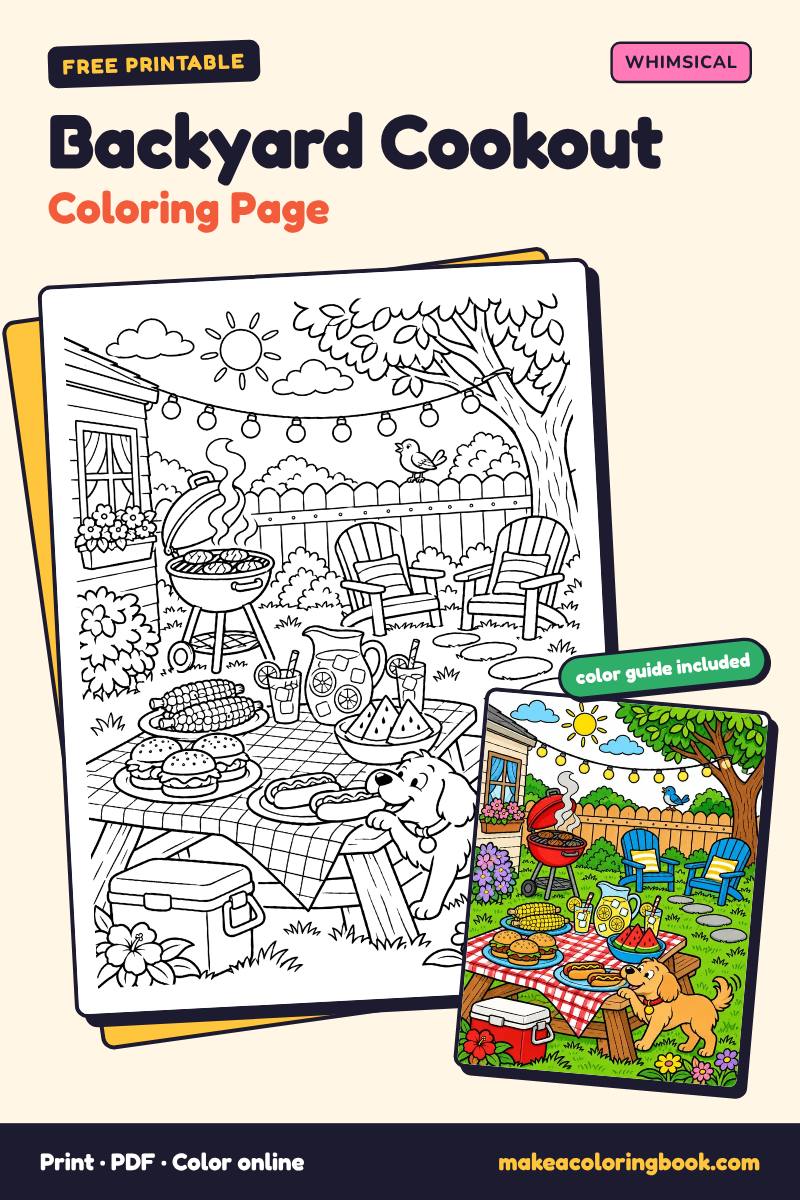 FREE PRINTABLE
WHIMSICAL
Backyard Cookout
Coloring Page
color guide included
Print · PDF · Color online
makeacoloringbook.com